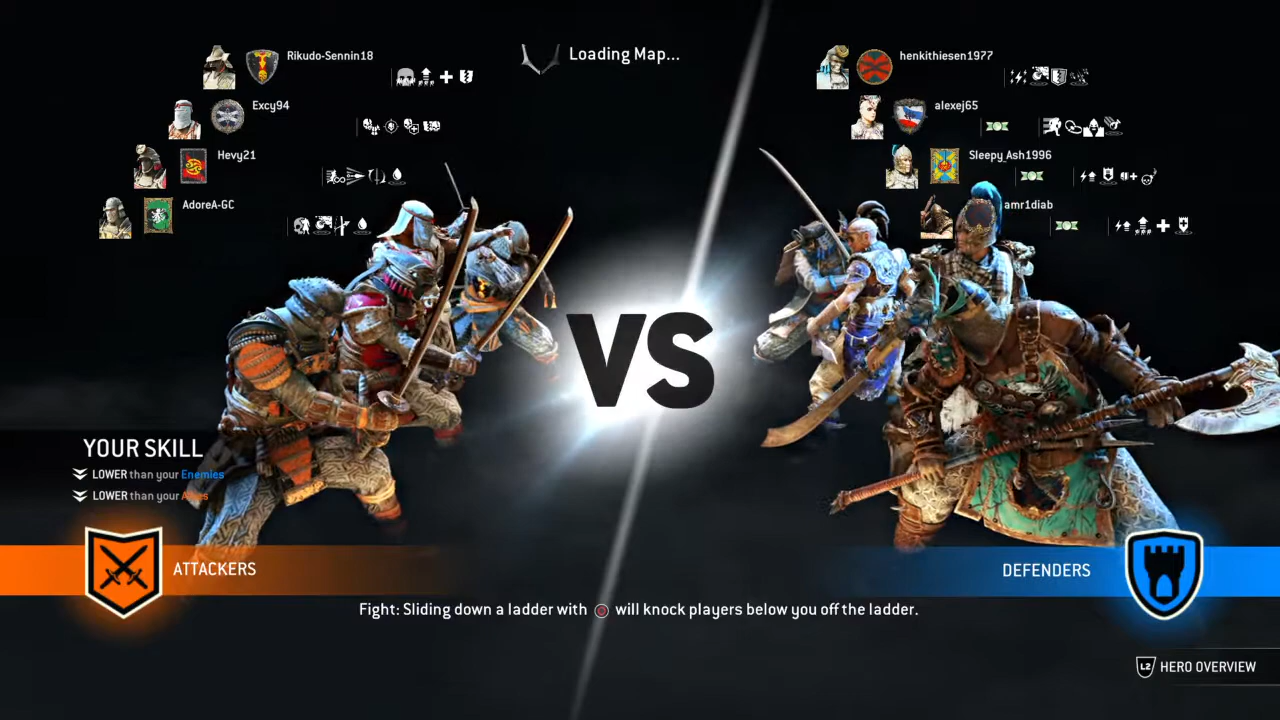 Loading Map...
Rikudo-Sennin18
Excy94
Hevy21
AdoreA-GC
henkithiesen1977
alexej65
Sleepy_Ash1996
amr1diab
VS
YOUR SKILL
LOWER than your Enemies
LOWER than your Allies
ATTACKERS
DEFENDERS
Fight: Sliding down a ladder with will knock players below you off the ladder.
L2 HERO OVERVIEW